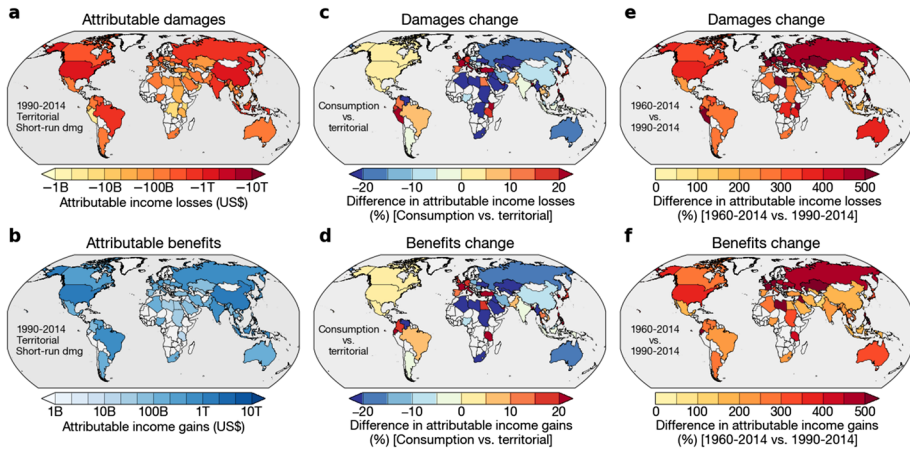 a
Attributable damages
1990-2014
Territorial
Short-run dmg
−1B −10B −100B −1T −10T
Attributable income losses (US$)
c
Damages change
Consumption
vs.
territorial
−20 −10 0 10 20
Difference in attributable income losses
(%) [Consumption vs. territorial]
e
Damages change
1960-2014
vs.
1990-2014
0 100 200 300 400 500
Difference in attributable income losses
(%) [1960-2014 vs. 1990-2014]
b
Attributable benefits
1990-2014
Territorial
Short-run dmg
1B 10B 100B 1T 10T
Attributable income gains (US$)
d
Benefits change
Consumption
vs.
territorial
−20 −10 0 10 20
Difference in attributable income gains
(%) [Consumption vs. territorial]
f
Benefits change
1960-2014
vs.
1990-2014
0 100 200 300 400 500
Difference in attributable income gains
(%) [1960-2014 vs. 1990-2014]